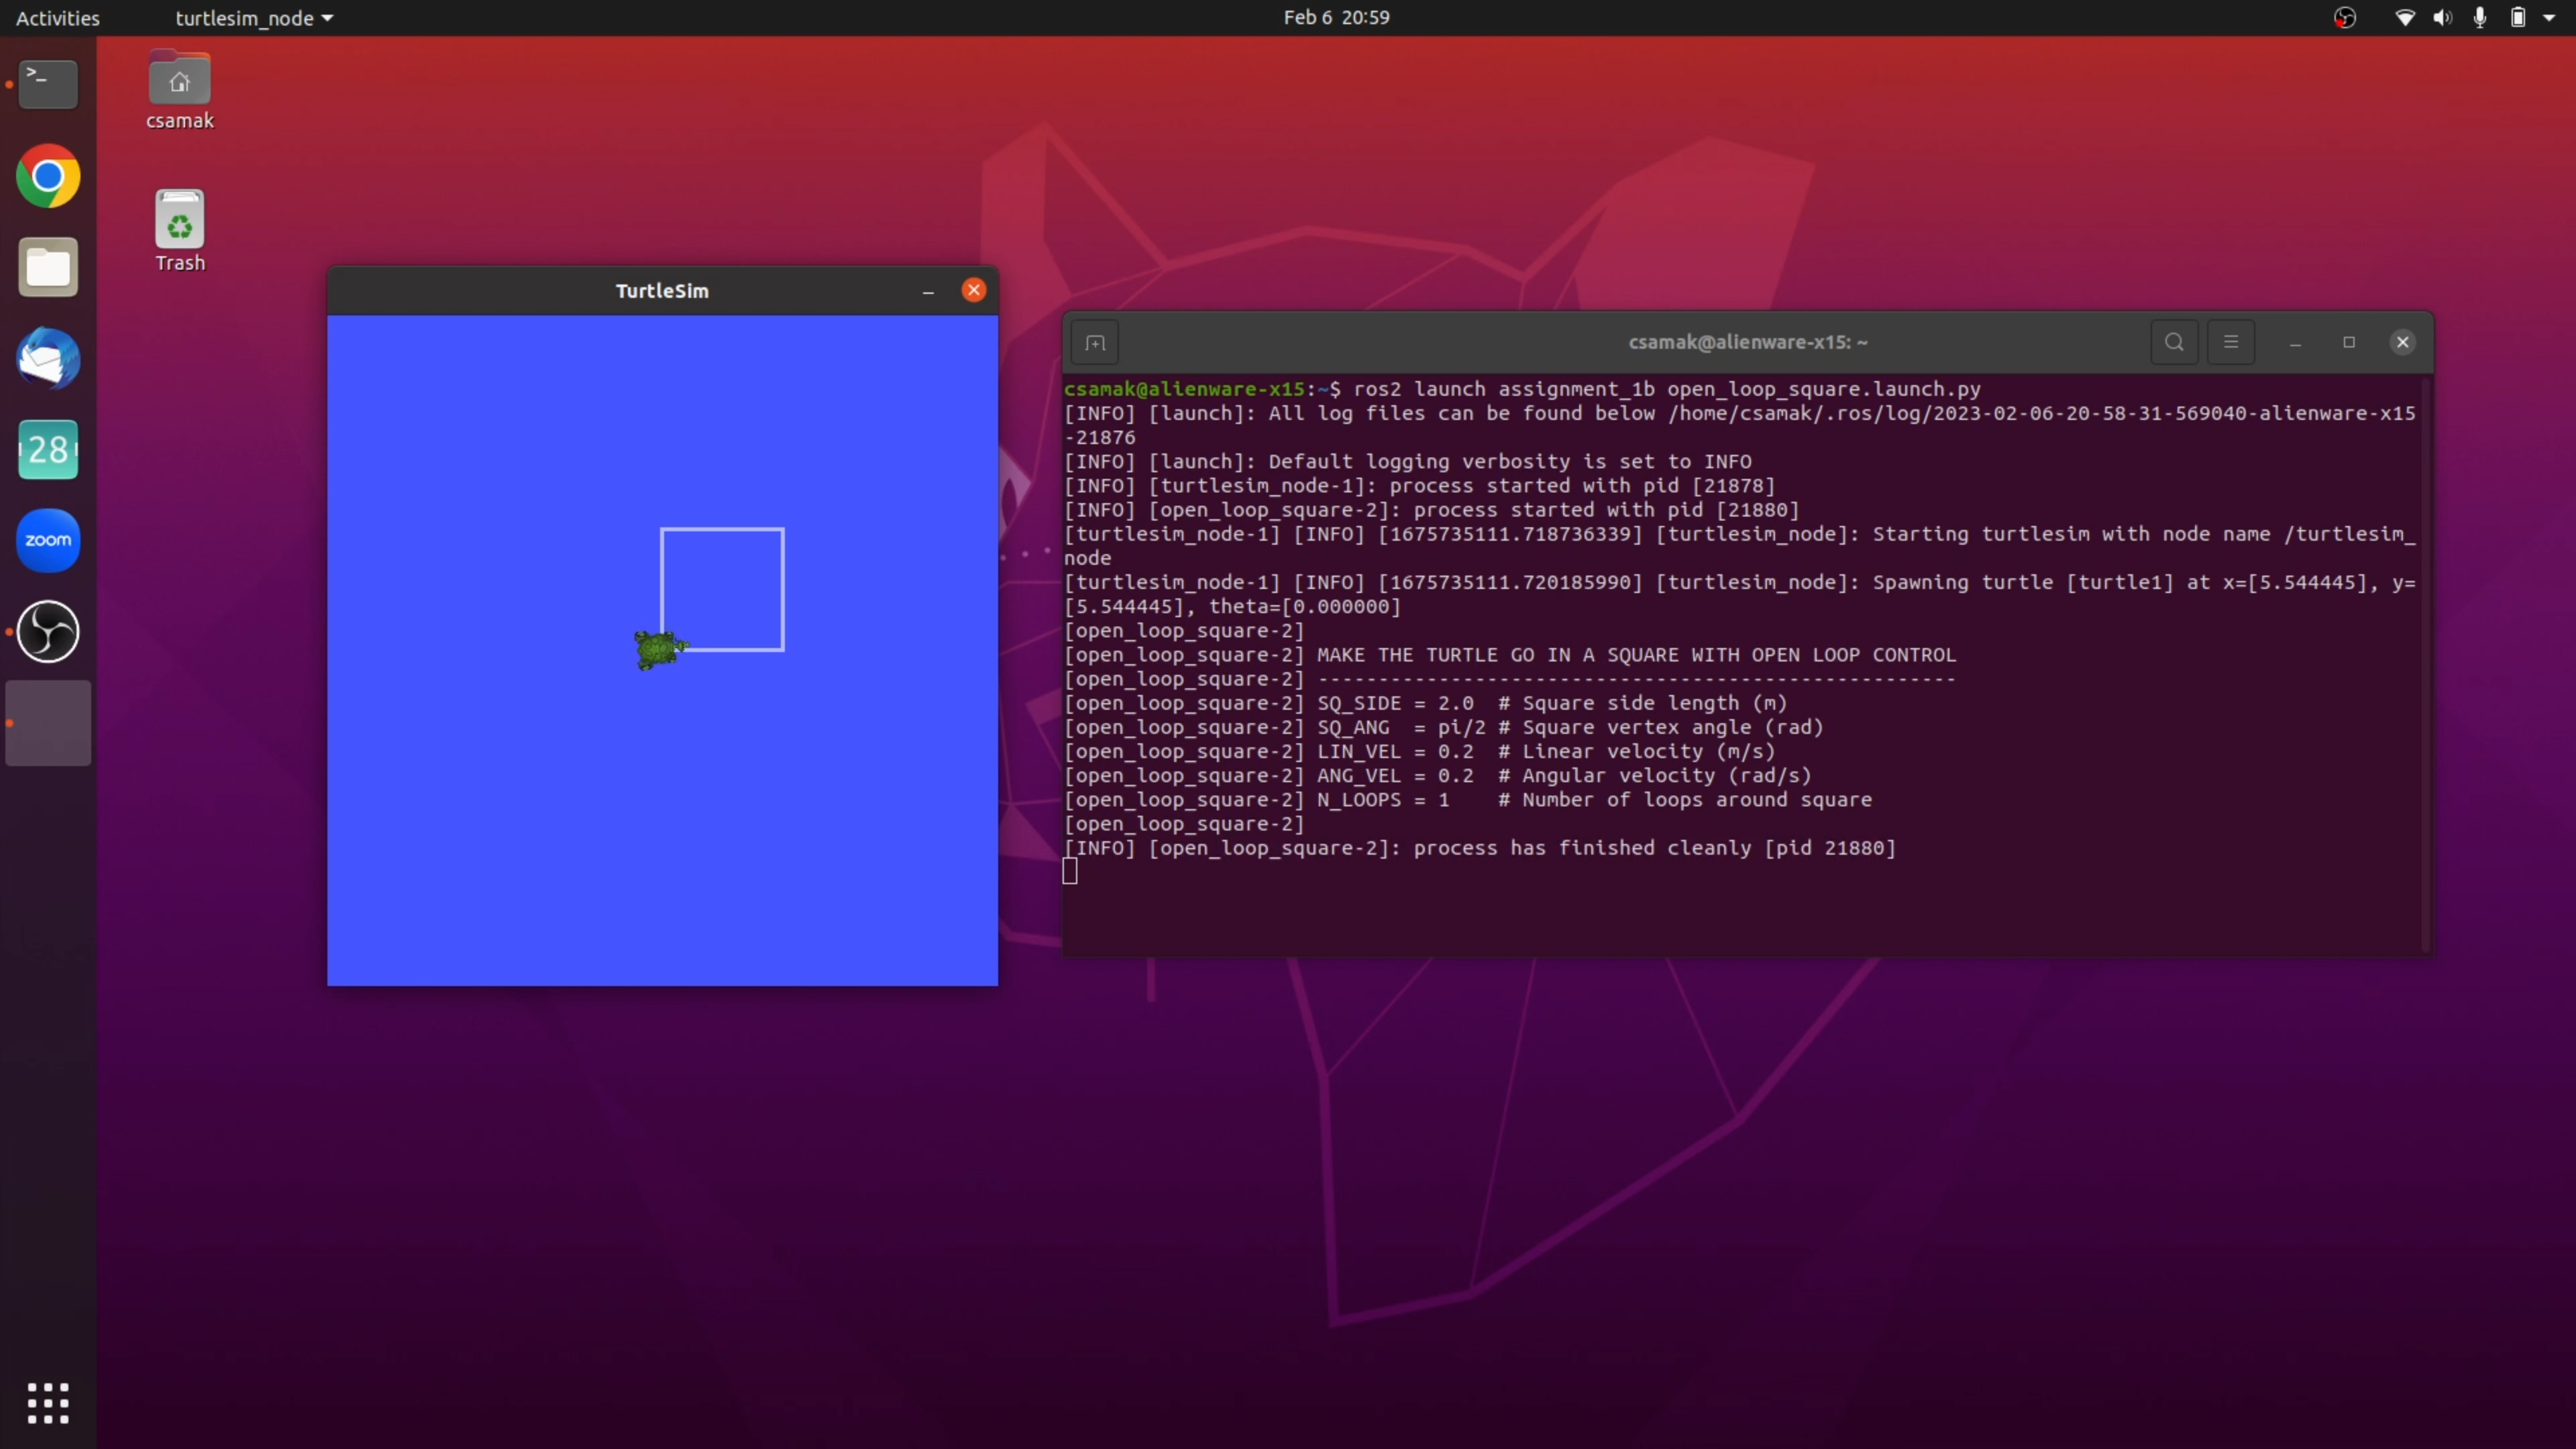 Activities
turtlesim_node
Feb 6 20:59
csamak
Trash
28
zoom
TurtleSim
csamak@alienware-x15: ~
>_
csamak@alienware-x15:~$ ros2 launch assignment_1b open_loop_square.launch.py
[INFO] [launch]: All log files can be found below /home/csamak/.ros/log/2023-02-06-20-58-31-569040-alienware-x15
-21876
[INFO] [launch]: Default logging verbosity is set to INFO
[INFO] [turtlesim_node-1]: process started with pid [21878]
[INFO] [open_loop_square-2]: process started with pid [21880]
[turtlesim_node-1] [INFO] [1675735111.718736339] [turtlesim_node]: Starting turtlesim with node name /turtlesim_
node
[turtlesim_node-1] [INFO] [1675735111.720185990] [turtlesim_node]: Spawning turtle [turtle1] at x=[5.544445], y=
[5.544445], theta=[0.000000]
[open_loop_square-2]
[open_loop_square-2] MAKE THE TURTLE GO IN A SQUARE WITH OPEN LOOP CONTROL
[open_loop_square-2] -----------------------------------------------------
[open_loop_square-2] SQ_SIDE = 2.0  # Square side length (m)
[open_loop_square-2] SQ_ANG  = pi/2 # Square vertex angle (rad)
[open_loop_square-2] LIN_VEL = 0.2  # Linear velocity (m/s)
[open_loop_square-2] ANG_VEL = 0.2  # Angular velocity (rad/s)
[open_loop_square-2] N_LOOPS = 1    # Number of loops around square
[open_loop_square-2]
[INFO] [open_loop_square-2]: process has finished cleanly [pid 21880]